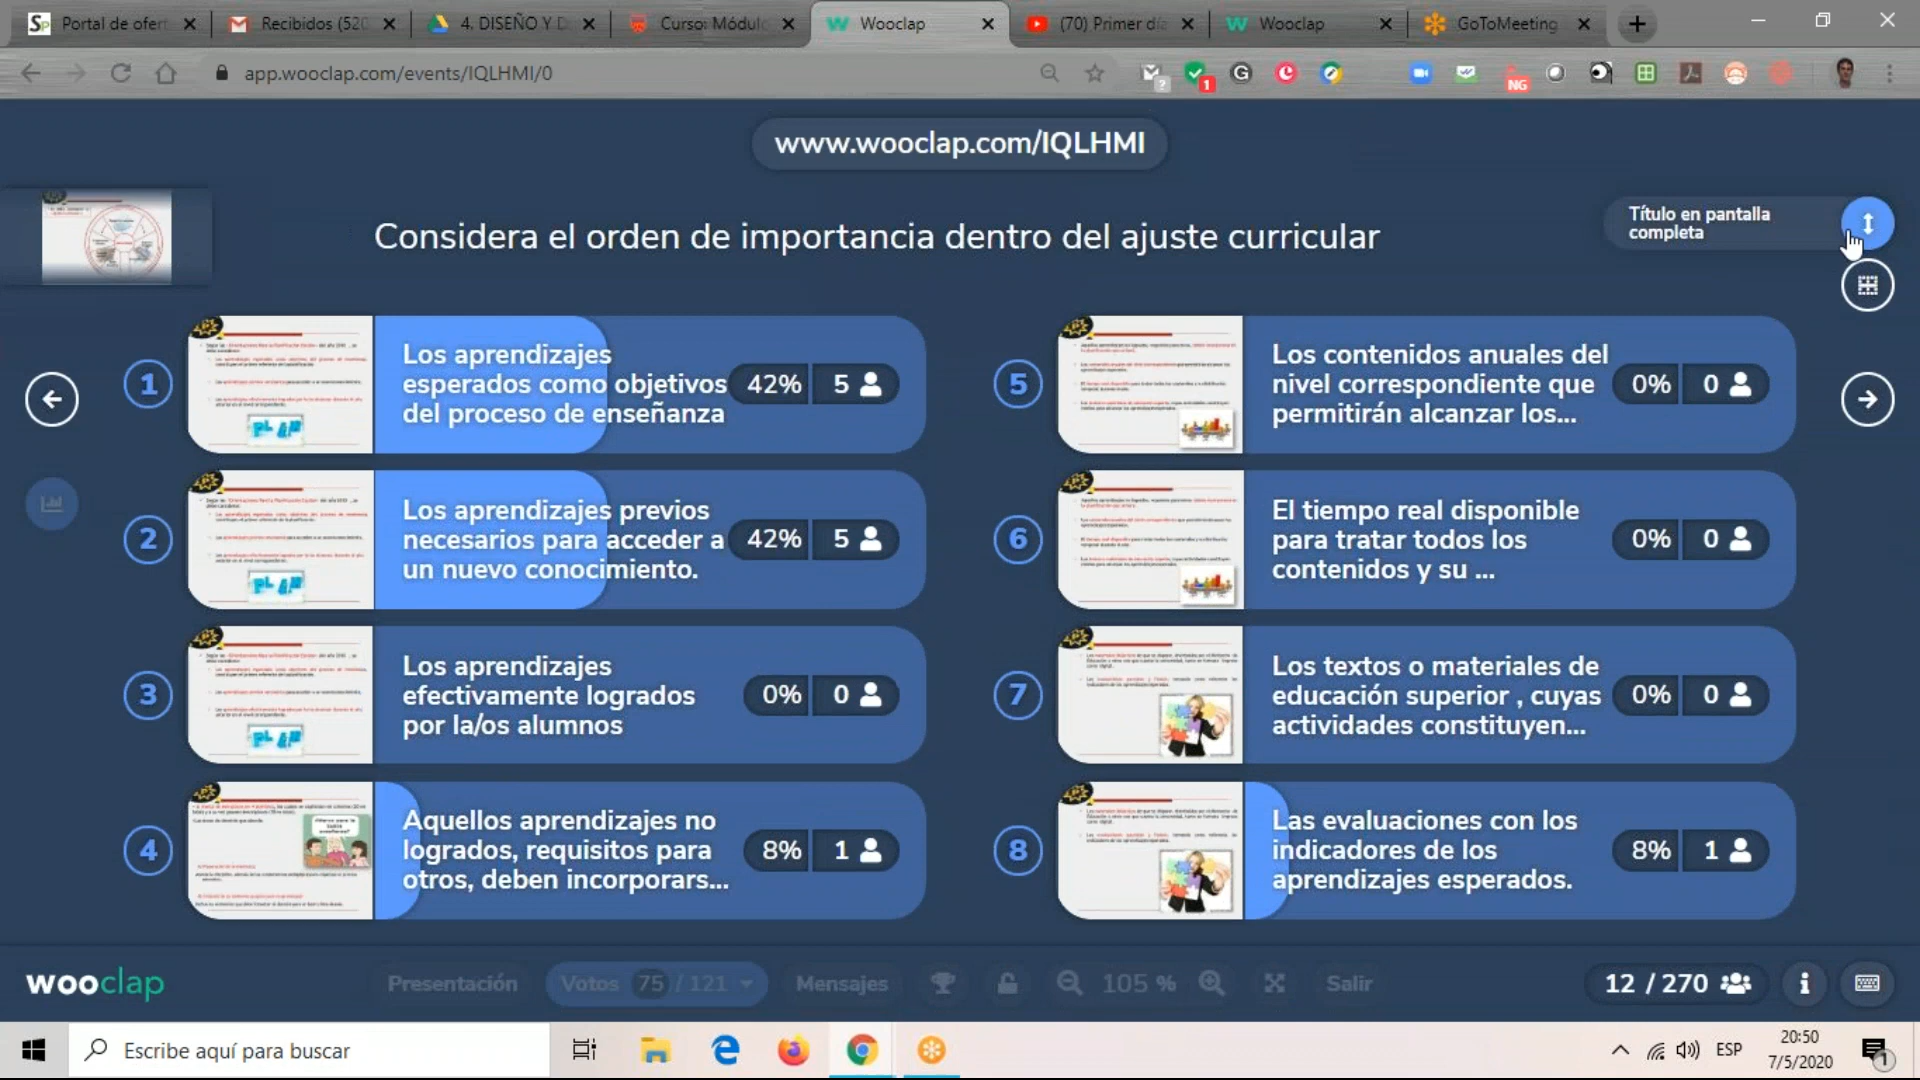 Portal de ofer
Recibidos (520
4. DISEÑO Y D
Curso: Módulo
Wooclap
(70) Primer día
Wooclap
GoToMeeting
app.wooclap.com/events/IQLHMI/0
www.wooclap.com/IQLHMI
Considera el orden de importancia dentro del ajuste curricular
Título en pantalla
completa
1
Los aprendizajes
esperados como objetivos
del proceso de enseñanza
42% 5
2
Los aprendizajes previos
necesarios para acceder a
un nuevo conocimiento.
42% 5
3
Los aprendizajes
efectivamente logrados
por la/os alumnos
0% 0
4
Aquellos aprendizajes no
logrados, requisitos para
otros, deben incorporars...
8% 1
5
Los contenidos anuales del
nivel correspondiente que
permitirán alcanzar los...
0% 0
6
El tiempo real disponible
para tratar todos los
contenidos y su ...
0% 0
7
Los textos o materiales de
educación superior , cuyas
actividades constituyen...
0% 0
8
Las evaluaciones con los
indicadores de los
aprendizajes esperados.
8% 1
wooclap
Presentación
Votos 75 / 121
Mensajes
105 %
Salir
12 / 270
Escribe aquí para buscar
ESP
20:50
7/5/2020
1